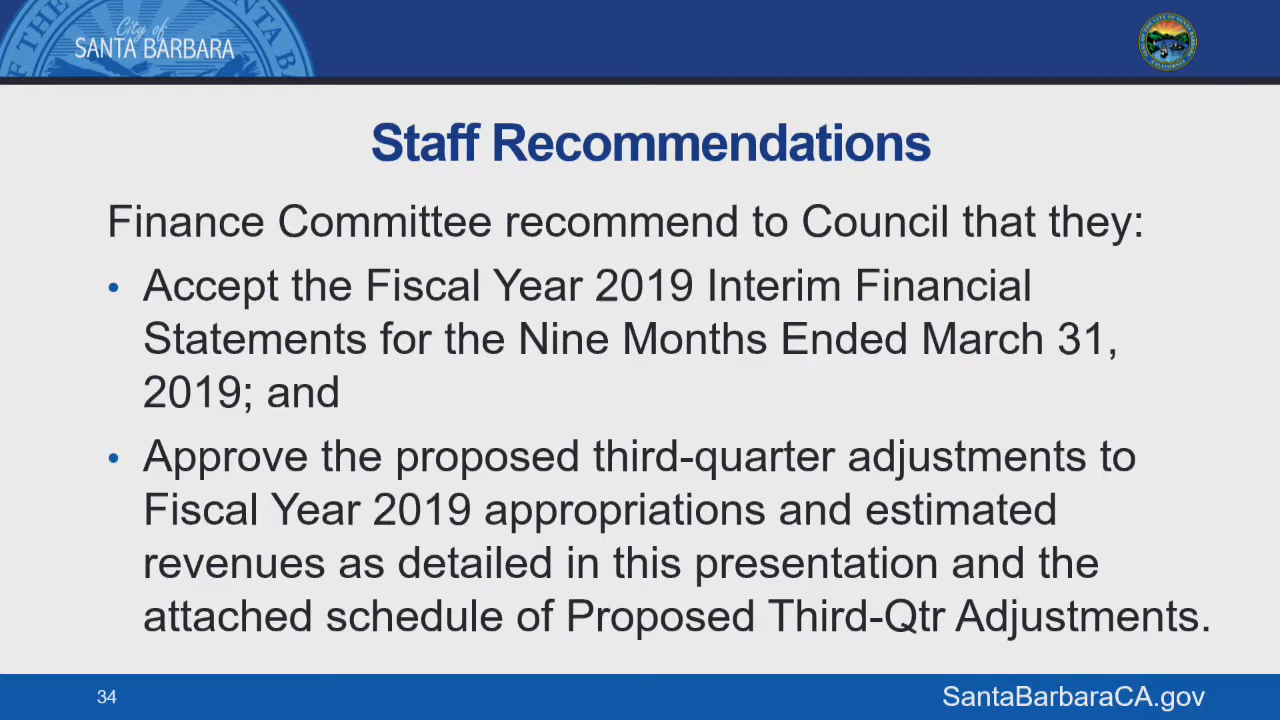 City of
SANTA BARBARA
Staff Recommendations
Finance Committee recommend to Council that they:
• Accept the Fiscal Year 2019 Interim Financial
Statements for the Nine Months Ended March 31,
2019; and
• Approve the proposed third-quarter adjustments to
Fiscal Year 2019 appropriations and estimated
revenues as detailed in this presentation and the
attached schedule of Proposed Third-Qtr Adjustments.
34
SantaBarbaraCA.gov